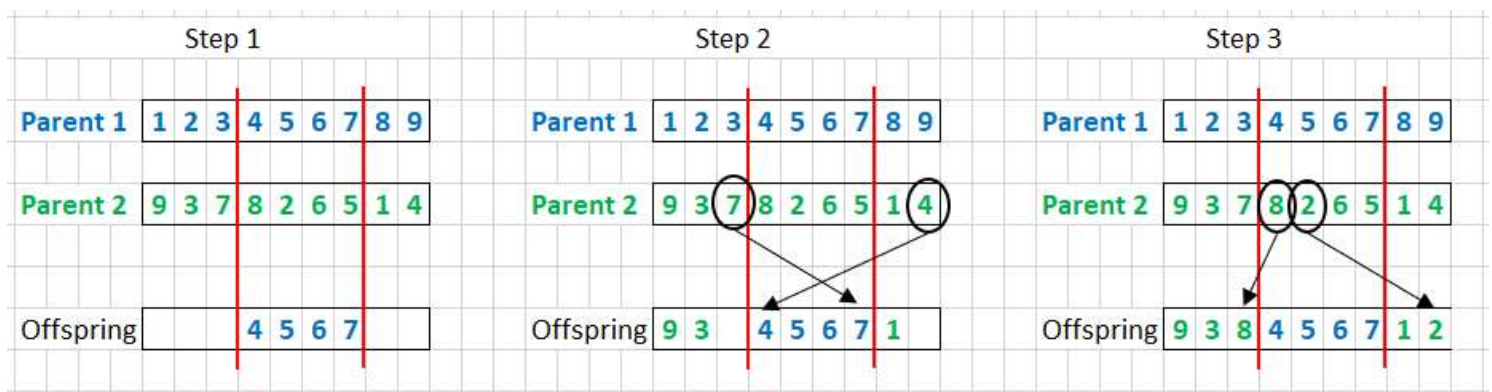 Step 1
Parent 1 1 2 3 4 5 6 7 8 9
Parent 2 9 3 7 8 2 6 5 1 4
Offspring 4 5 6 7
Step 2
Parent 1 1 2 3 4 5 6 7 8 9
Parent 2 9 3 7 8 2 6 5 1 4
Offspring 9 3 4 5 6 7 1
Step 3
Parent 1 1 2 3 4 5 6 7 8 9
Parent 2 9 3 7 8 2 6 5 1 4
Offspring 9 3 8 4 5 6 7 1 2